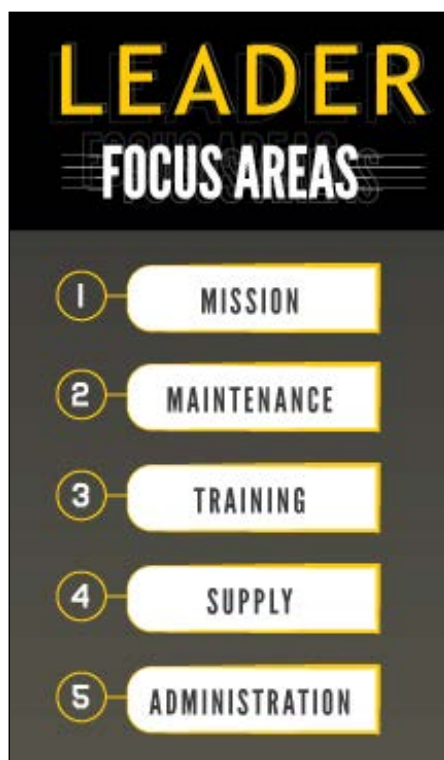 LEADER
FOCUS AREAS
1 MISSION
2 MAINTENANCE
3 TRAINING
4 SUPPLY
5 ADMINISTRATION